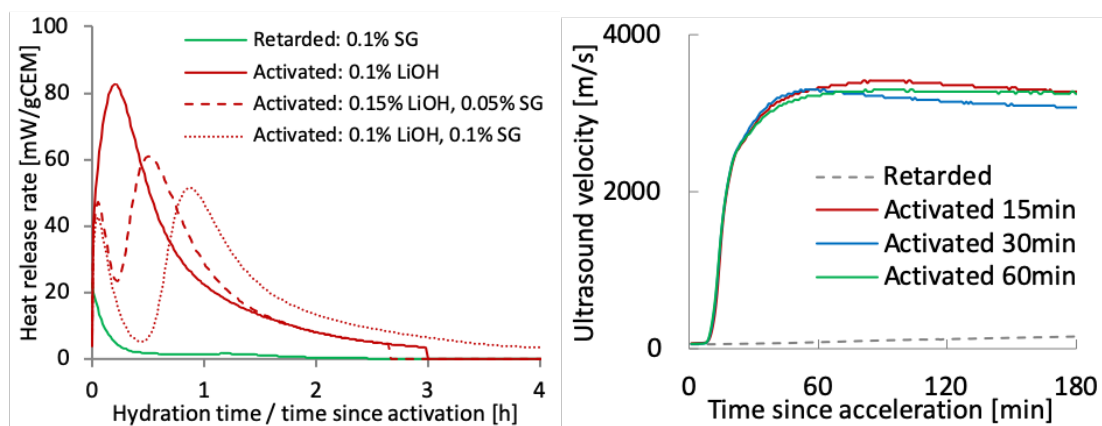 100
80
60
40
20
0
Heat release rate [mW/gCEM]
Retarded: 0.1% SG
Activated: 0.1% LiOH
Activated: 0.15% LiOH, 0.05% SG
Activated: 0.1% LiOH, 0.1% SG
0 1 2 3 4
Hydration time / time since activation [h]
4000
2000
0
Ultrasound velocity [m/s]
Retarded
Activated 15min
Activated 30min
Activated 60min
0 60 120 180
Time since acceleration [min]